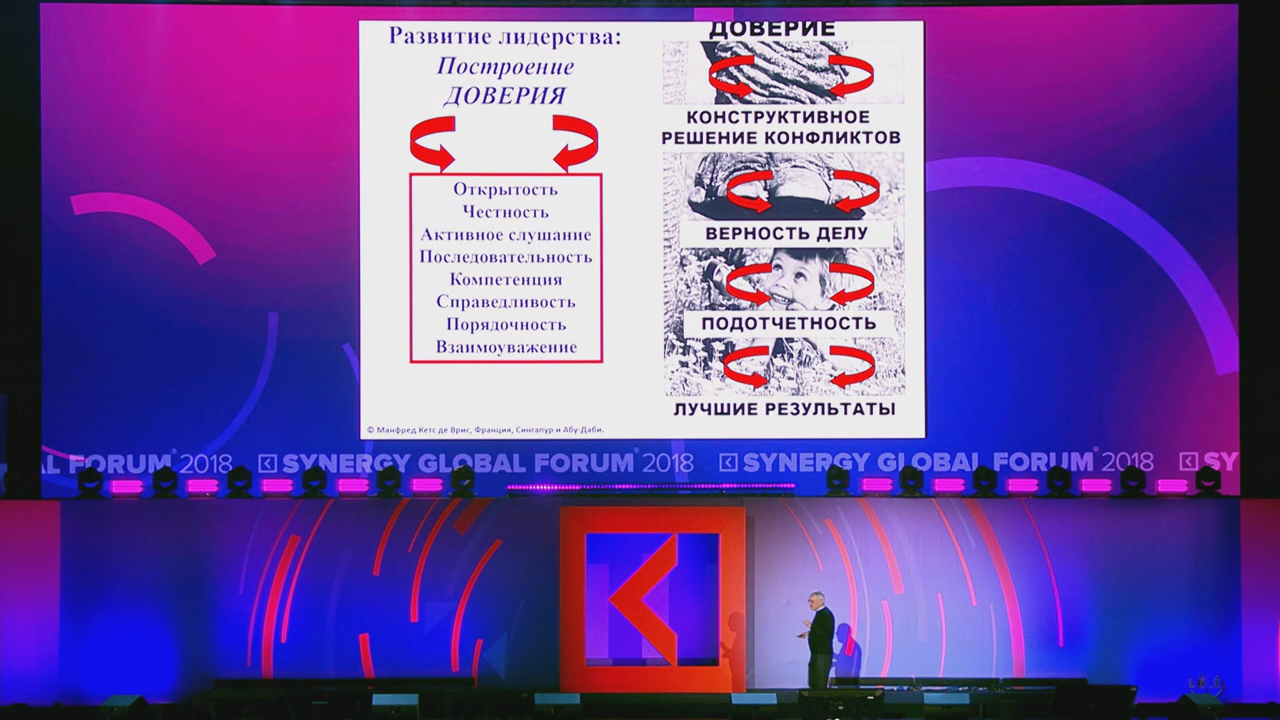 Развитие лидерства:
Построение
ДОВЕРИЯ
Открытость
Честность
Активное слушание
Последовательность
Компетенция
Справедливость
Порядочность
Взаимоуважение
© Манфред Кетс де Врис, Франция, Сингапур и Абу-Даби.
ДОВЕРИЕ
КОНСТРУКТИВНОЕ
РЕШЕНИЕ КОНФЛИКТОВ
ВЕРНОСТЬ ДЕЛУ
ПОДОТЧЕТНОСТЬ
ЛУЧШИЕ РЕЗУЛЬТАТЫ
AL FORUM® 2018 SYNERGY GLOBAL FORUM® 2018 SYNERGY GLOBAL FORUM® 2018 SY